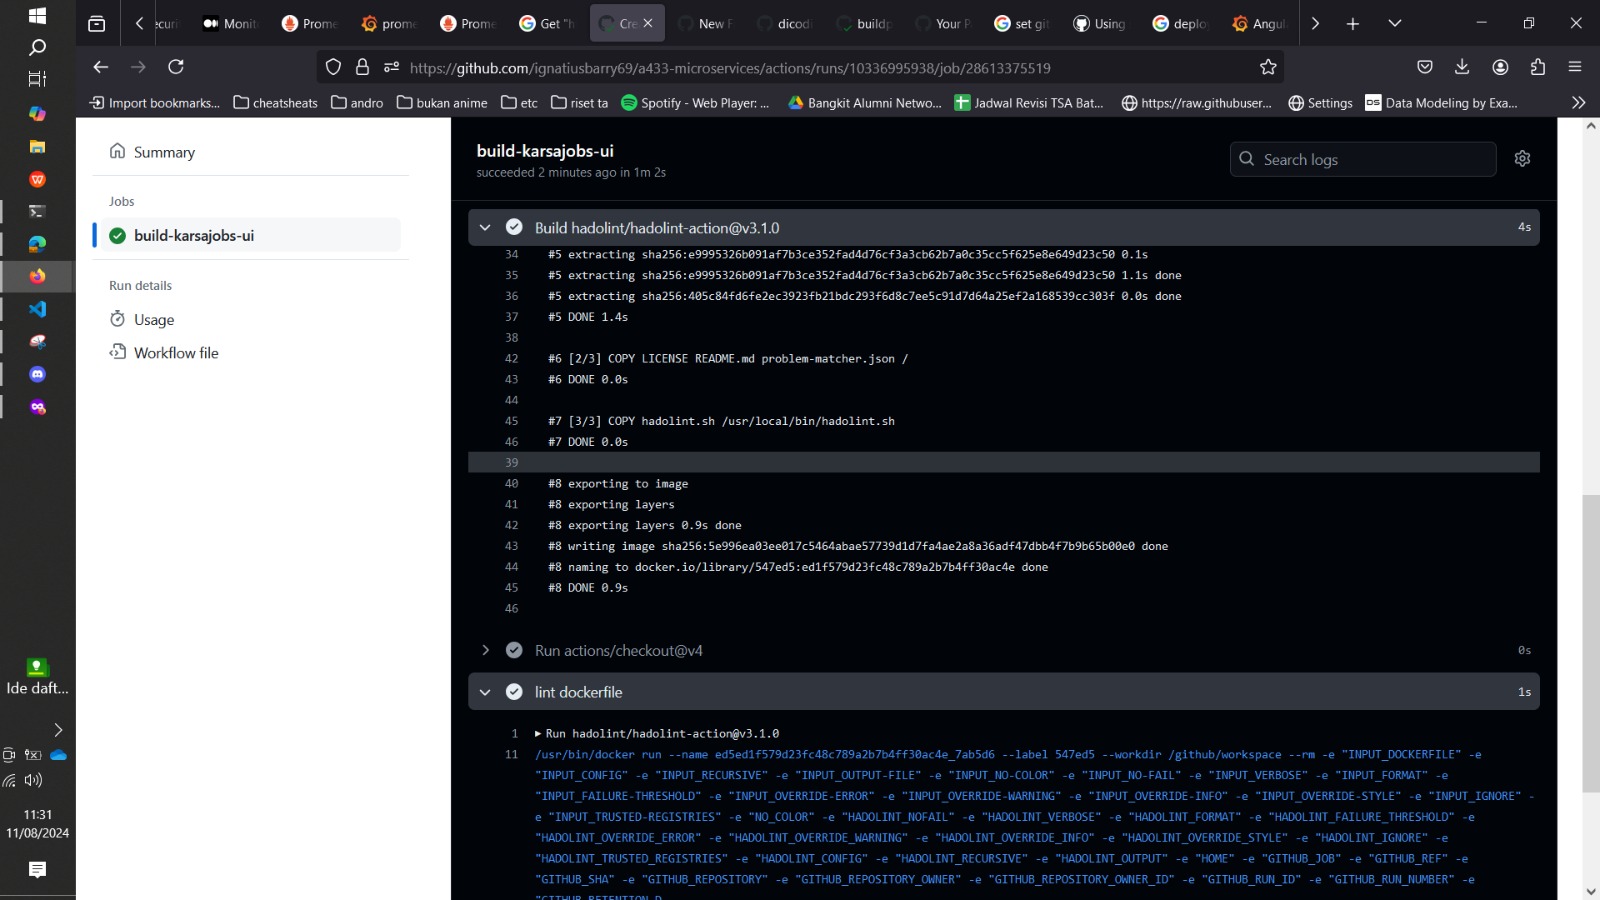 ecuri
Monit
Prome
prome
Prome
Get "h
Cre
New F
dicodi
buildp
Your P
set git
Using
deplo
Angul
https://github.com/ignatiusbarry69/a433-microservices/actions/runs/10336995938/job/28613375519
Import bookmarks...
cheatsheats
andro
bukan anime
etc
riset ta
Spotify - Web Player: ...
Bangkit Alumni Netwo...
Jadwal Revisi TSA Bat...
https://raw.githubuser...
Settings
DS
Data Modeling by Exa...
Summary
Jobs
build-karsajobs-ui
Run details
Usage
Workflow file
build-karsajobs-ui
succeeded 2 minutes ago in 1m 2s
Search logs
Build hadolint/hadolint-action@v3.1.0 4s
34 #5 extracting sha256:e9995326b091af7b3ce352fad4d76cf3a3cb62b7a0c35cc5f625e8e649d23c50 0.1s
35 #5 extracting sha256:e9995326b091af7b3ce352fad4d76cf3a3cb62b7a0c35cc5f625e8e649d23c50 1.1s done
36 #5 extracting sha256:405c84fd6fe2ec3923fb21bdc293f6d8c7ee5c91d7d64a25ef2a168539cc303f 0.0s done
37 #5 DONE 1.4s
38
42 #6 [2/3] COPY LICENSE README.md problem-matcher.json /
43 #6 DONE 0.0s
44
45 #7 [3/3] COPY hadolint.sh /usr/local/bin/hadolint.sh
46 #7 DONE 0.0s
39
40 #8 exporting to image
41 #8 exporting layers
42 #8 exporting layers 0.9s done
43 #8 writing image sha256:5e996ea03ee017c5464abae57739d1d7fa4ae2a8a36adf47dbb4f7b9b65b00e0 done
44 #8 naming to docker.io/library/547ed5:ed1f579d23fc48c789a2b7b4ff30ac4e done
45 #8 DONE 0.9s
46
Run actions/checkout@v4 0s
lint dockerfile 1s
1 Run hadolint/hadolint-action@v3.1.0
11 /usr/bin/docker run --name ed5ed1f579d23fc48c789a2b7b4ff30ac4e_7ab5d6 --label 547ed5 --workdir /github/workspace --rm -e "INPUT_DOCKERFILE" -e
"INPUT_CONFIG" -e "INPUT_RECURSIVE" -e "INPUT_OUTPUT-FILE" -e "INPUT_NO-COLOR" -e "INPUT_NO-FAIL" -e "INPUT_VERBOSE" -e "INPUT_FORMAT" -e
"INPUT_FAILURE-THRESHOLD" -e "INPUT_OVERRIDE-ERROR" -e "INPUT_OVERRIDE-WARNING" -e "INPUT_OVERRIDE-INFO" -e "INPUT_OVERRIDE-STYLE" -e "INPUT_IGNORE" -
e "INPUT_TRUSTED-REGISTRIES" -e "NO_COLOR" -e "HADOLINT_NOFAIL" -e "HADOLINT_VERBOSE" -e "HADOLINT_FORMAT" -e "HADOLINT_FAILURE_THRESHOLD" -e
"HADOLINT_OVERRIDE_ERROR" -e "HADOLINT_OVERRIDE_WARNING" -e "HADOLINT_OVERRIDE_INFO" -e "HADOLINT_OVERRIDE_STYLE" -e "HADOLINT_IGNORE" -e
"HADOLINT_TRUSTED_REGISTRIES" -e "HADOLINT_CONFIG" -e "HADOLINT_RECURSIVE" -e "HADOLINT_OUTPUT" -e "HOME" -e "GITHUB_JOB" -e "GITHUB_REF" -e
"GITHUB_SHA" -e "GITHUB_REPOSITORY" -e "GITHUB_REPOSITORY_OWNER" -e "GITHUB_REPOSITORY_OWNER_ID" -e "GITHUB_RUN_ID" -e "GITHUB_RUN_NUMBER" -e
Ide daft...
11:31
11/08/2024